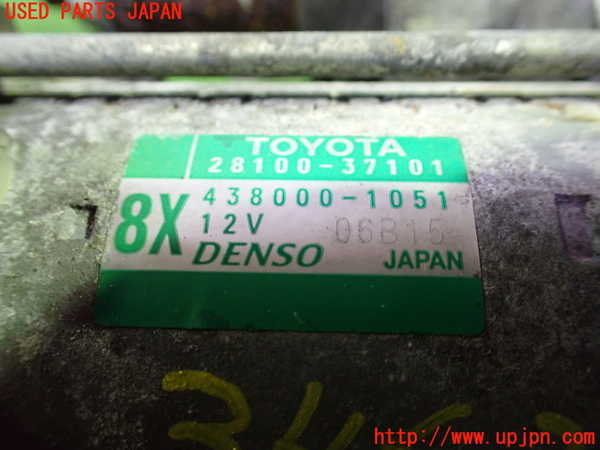 USED PARTS JAPAN
TOYOTA
28100-37101
8X
438000-1051
12V 06B15
DENSO JAPAN
http://www.upjpn.com